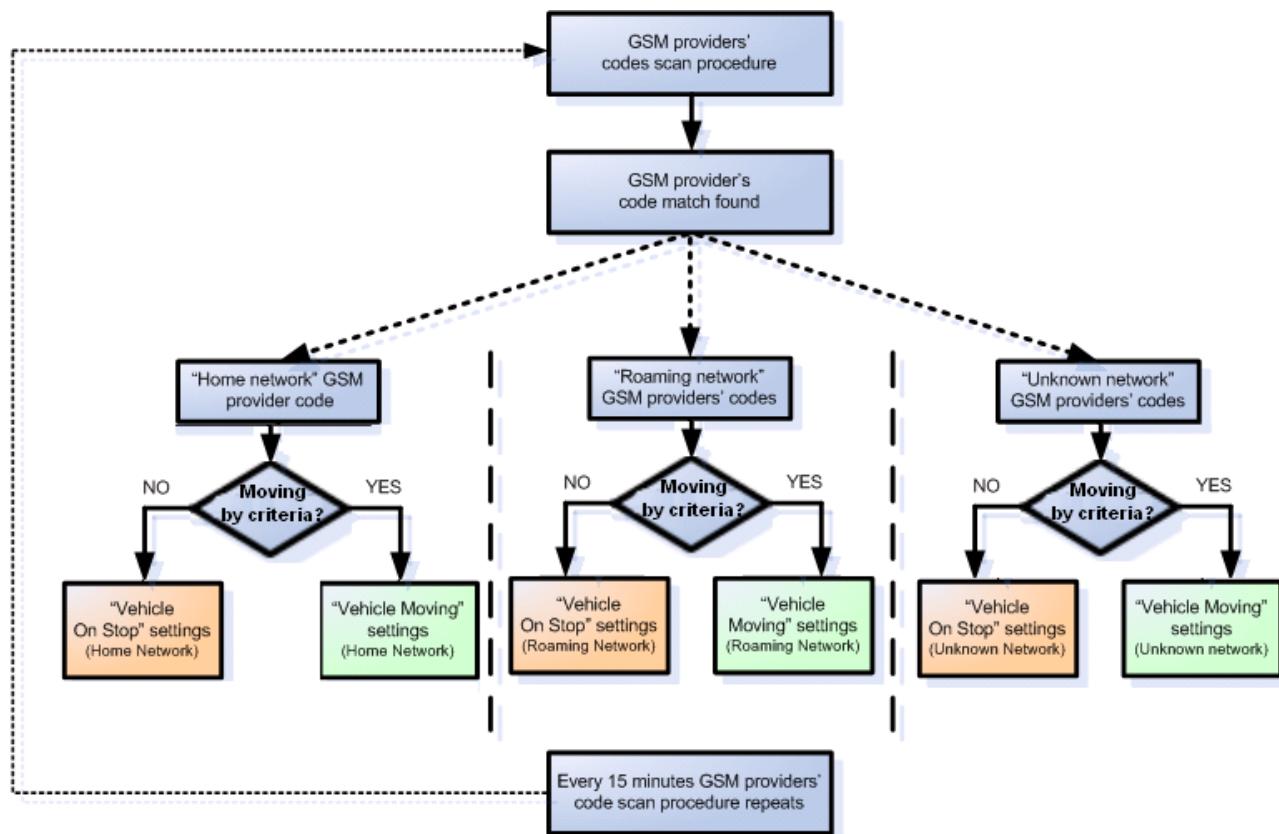 GSM providers'
codes scan procedure
GSM provider's
code match found
"Home network" GSM
provider code
"Roaming network"
GSM providers' codes
"Unknown network"
GSM providers' codes
NO
Moving
by criteria?
YES
NO
Moving
by criteria?
YES
NO
Moving
by criteria?
YES
"Vehicle
On Stop" settings
(Home Network)
"Vehicle Moving"
settings
(Home Network)
"Vehicle
On Stop" settings
(Roaming Network)
"Vehicle
Moving" settings
(Roaming Network)
"Vehicle
On Stop" settings
(Unknown Network)
"Vehicle Moving"
settings
(Unknown network)
Every 15 minutes GSM providers'
code scan procedure repeats